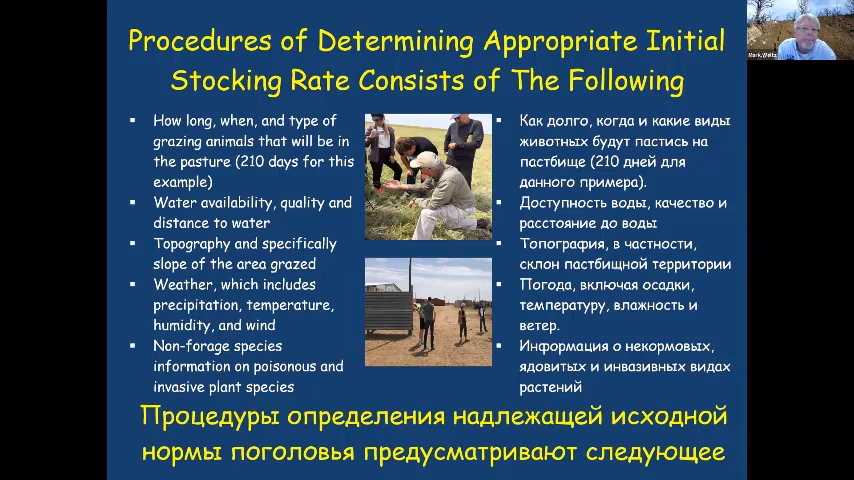 Procedures of Determining Appropriate Initial
Stocking Rate Consists of The Following
How long, when, and type of
grazing animals that will be in
the pasture (210 days for this
example)
Water availability, quality and
distance to water
Topography and specifically
slope of the area grazed
Weather, which includes
precipitation, temperature,
humidity, and wind
Non-forage species
information on poisonous and
invasive plant species
Как долго, когда и какие виды
животных будут пастись на
пастбище (210 дней для
данного примера).
Доступность воды, качество и
расстояние до воды
Топография, в частности,
склон пастбищной территории
Погода, включая осадки,
температуру, влажность и
ветер.
Информация о некормовых,
ядовитых и инвазивных видах
растений
Процедуры определения надлежащей исходной
нормы поголовья предусматривают следующее